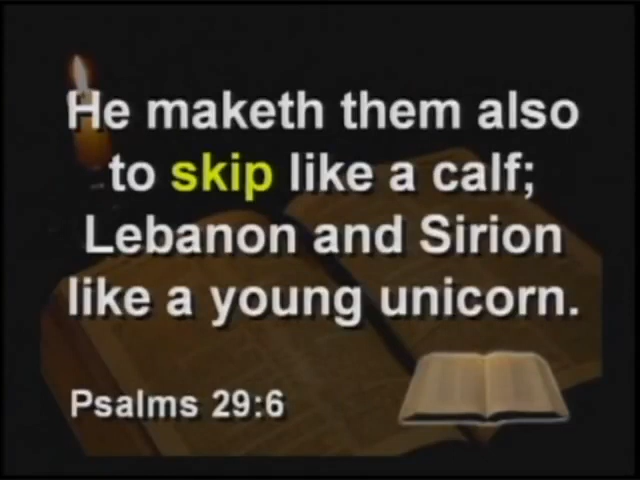 He maketh them also
to skip like a calf;
Lebanon and Sirion
like a young unicorn.
Psalms 29:6